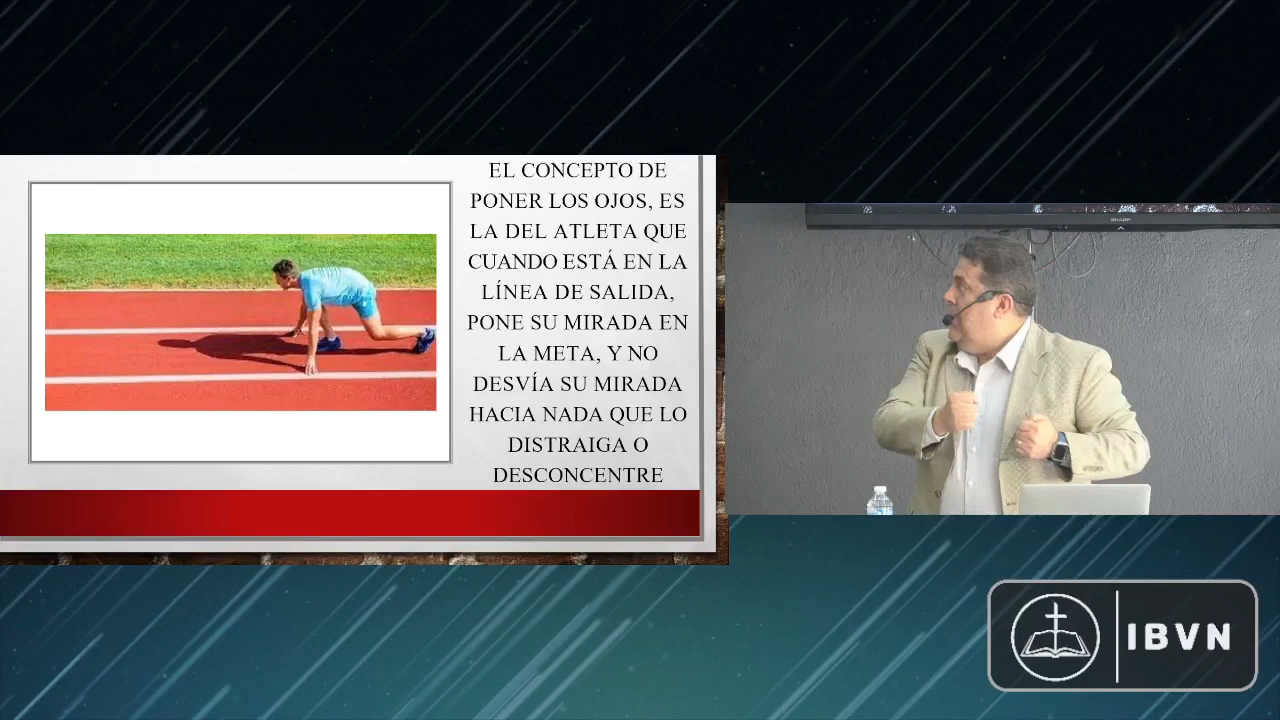 EL CONCEPTO DE
PONER LOS OJOS, ES
LA DEL ATLETA QUE
CUANDO ESTÁ EN LA
LÍNEA DE SALIDA,
PONE SU MIRADA EN
LA META, Y NO
DESVÍA SU MIRADA
HACIA NADA QUE LO
DISTRAIGA O
DESCONCENTRE
SHARP
IBVN